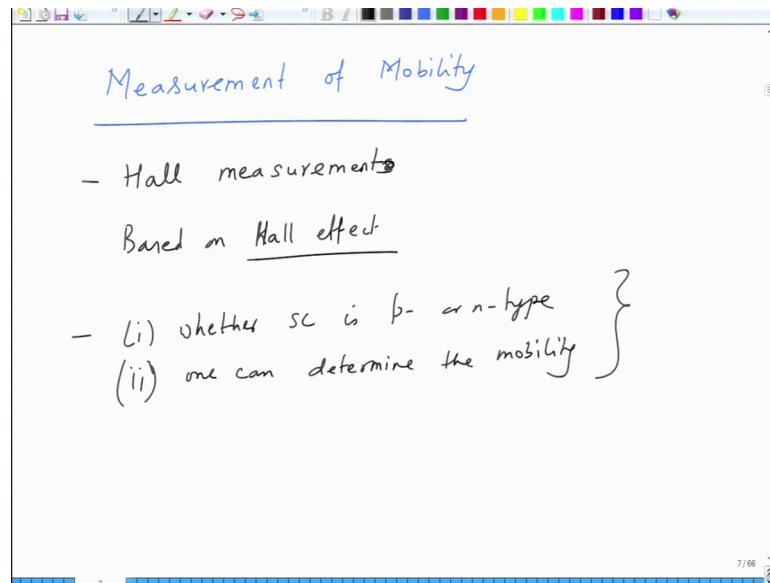 Measurement of Mobility
- Hall measurements
Based on Hall effect
- (i) whether SC is p- or n-type
(ii) one can determine the mobility
7/66